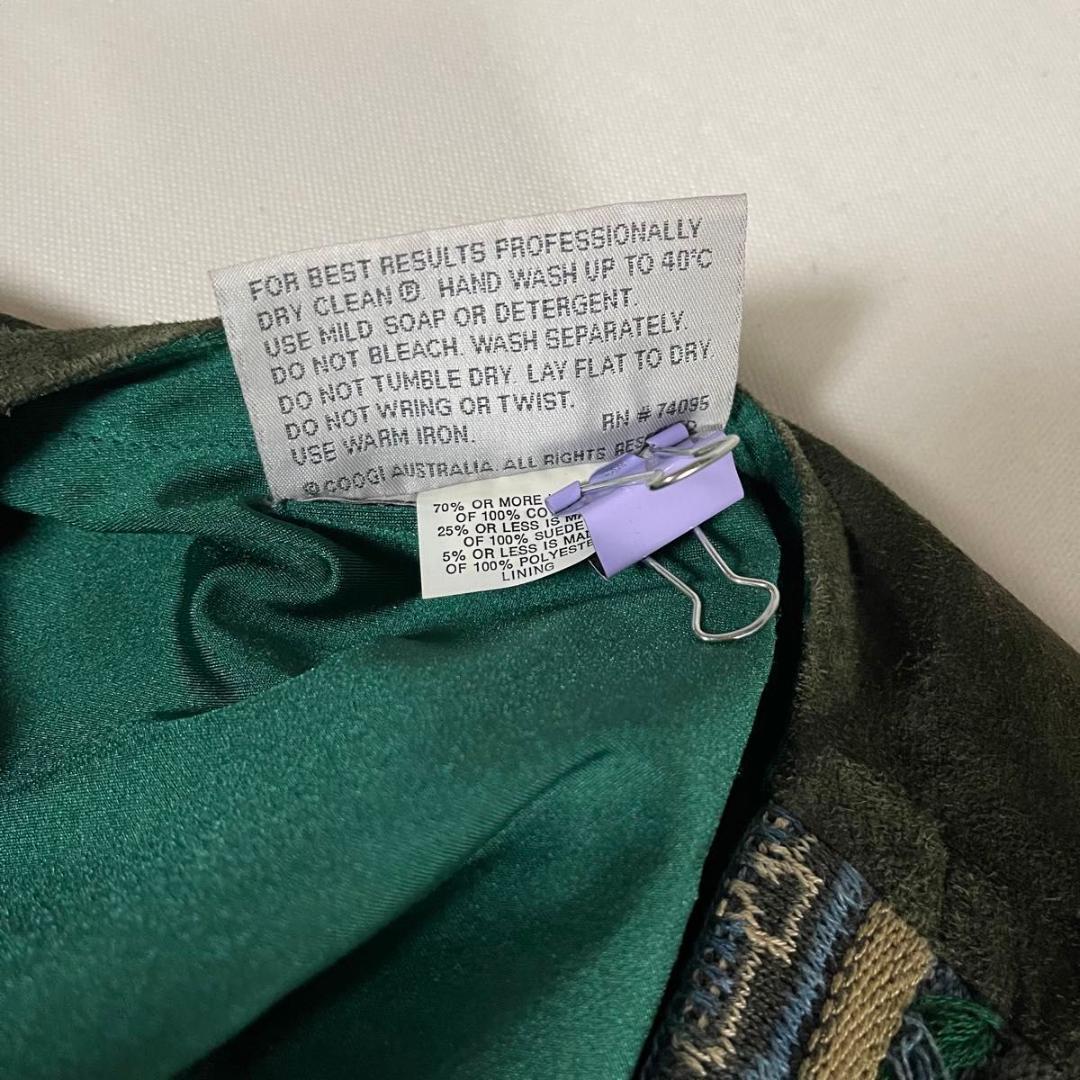 FOR BEST RESULTS PROFESSIONALLY
DRY CLEAN Ⓟ. HAND WASH UP TO 40°C
USE MILD SOAP OR DETERGENT.
DO NOT BLEACH. WASH SEPARATELY.
DO NOT TUMBLE DRY. LAY FLAT TO DRY.
DO NOT WRING OR TWIST.
USE WARM IRON. RN # 74095
© COOGI AUSTRALIA. ALL RIGHTS
70% OR MORE
OF 100%
25% OR LESS IS
OF 100% SUEDE
5% OR LESS IS
OF 100% POLYESTE
LINING